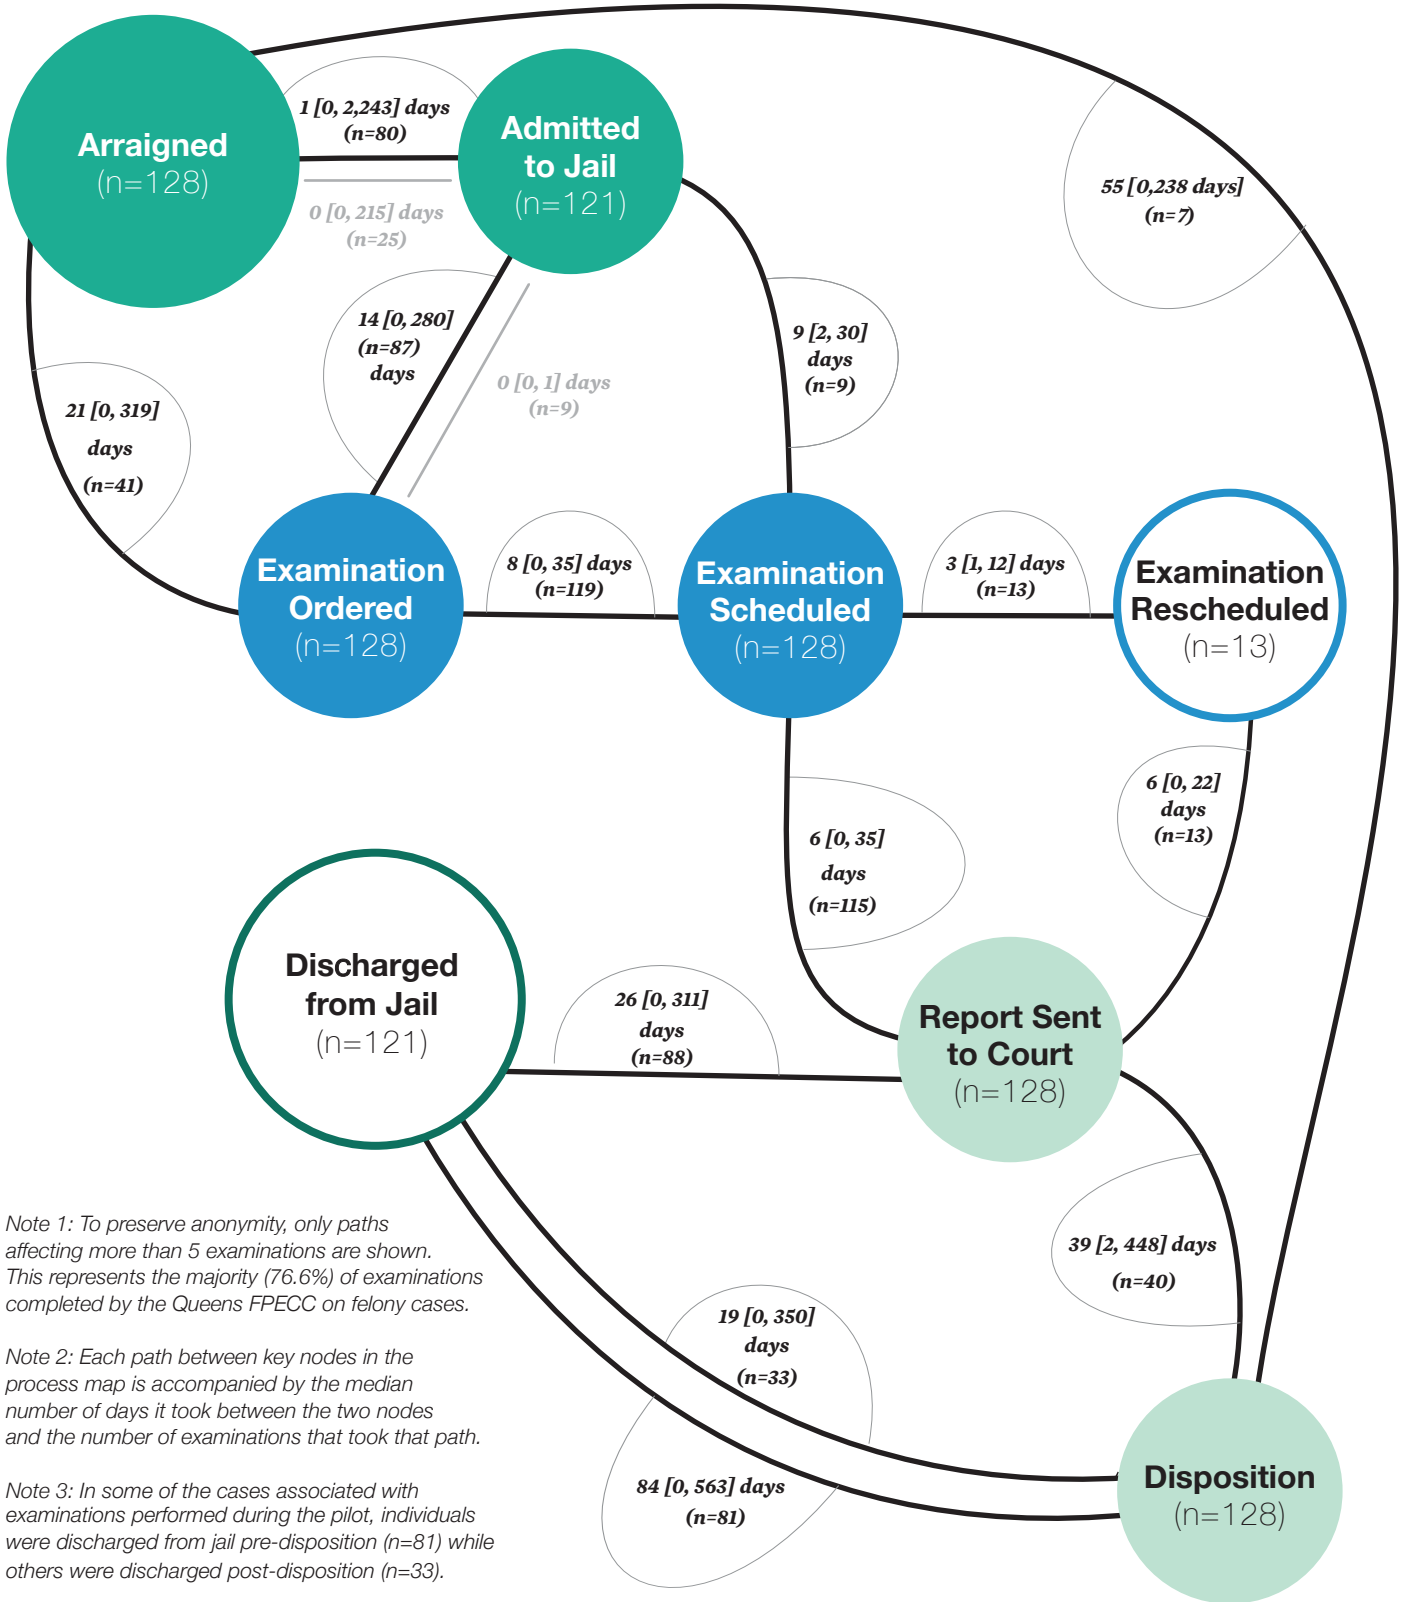 Arraigned
(n=128)
1 [0, 2,243] days
(n=80)
0 [0, 215] days
(n=25)
Admitted
to Jail
(n=121)
55 [0,238 days]
(n=7)
14 [0, 280]
(n=87)
days
0 [0, 1] days
(n=9)
9 [2, 30]
days
(n=9)
21 [0, 319]
days
(n=41)
Examination
Ordered
(n=128)
8 [0, 35] days
(n=119)
Examination
Scheduled
(n=128)
3 [1, 12] days
(n=13)
Examination
Rescheduled
(n=13)
6 [0, 35]
days
(n=115)
6 [0, 22]
days
(n=13)
Discharged
from Jail
(n=121)
26 [0, 311]
days
(n=88)
Report Sent
to Court
(n=128)
39 [2, 448] days
(n=40)
19 [0, 350]
days
(n=33)
84 [0, 563] days
(n=81)
Disposition
(n=128)
Note 1: To preserve anonymity, only paths
affecting more than 5 examinations are shown.
This represents the majority (76.6%) of examinations
completed by the Queens FPECC on felony cases.
Note 2: Each path between key nodes in the
process map is accompanied by the median
number of days it took between the two nodes
and the number of examinations that took that path.
Note 3: In some of the cases associated with
examinations performed during the pilot, individuals
were discharged from jail pre-disposition (n=81) while
others were discharged post-disposition (n=33).